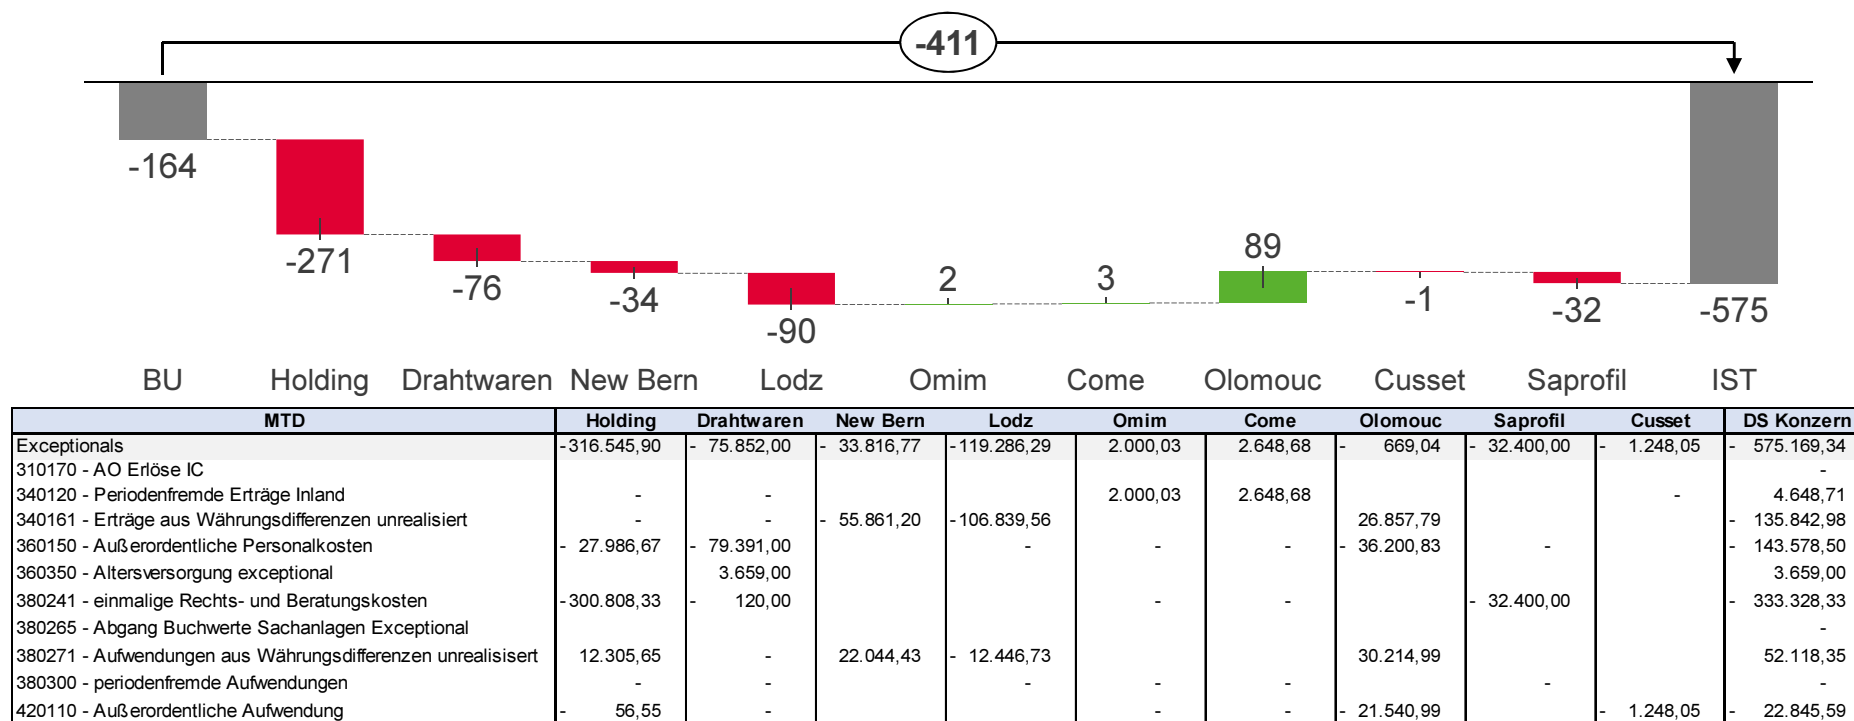 -411
-164
-271
-76
-34
-90
2
3
89
-1
-32
-575
BU Holding Drahtwaren New Bern Lodz Omim Come Olomouc Cusset Saprofil IST
MTD Holding Drahtwaren New Bern Lodz Omim Come Olomouc Saprofil Cusset DS Konzern
Exceptionals -316.545,90 - 75.852,00 - 33.816,77 -119.286,29 2.000,03 2.648,68 - 669,04 - 32.400,00 - 1.248,05 - 575.169,34
310170 - AO Erlöse IC -
340120 - Periodenfremde Erträge Inland - - 2.000,03 2.648,68 - 4.648,71
340161 - Erträge aus Währungsdifferenzen unrealisiert - - - 55.861,20 -106.839,56 26.857,79 - 135.842,98
360150 - Außerordentliche Personalkosten - 27.986,67 - 79.391,00 - - - - 36.200,83 - - 143.578,50
360350 - Altersversorgung exceptional 3.659,00 3.659,00
380241 - einmalige Rechts- und Beratungskosten -300.808,33 - 120,00 - - - 32.400,00 - 333.328,33
380265 - Abgang Buchwerte Sachanlagen Exceptional -
380271 - Aufwendungen aus Währungsdifferenzen unrealisisert 12.305,65 - 22.044,43 - 12.446,73 30.214,99 52.118,35
380300 - periodenfremde Aufwendungen - - - - - - -
420110 - Außerordentliche Aufwendung - 56,55 - - - - 21.540,99 - 1.248,05 - 22.845,59